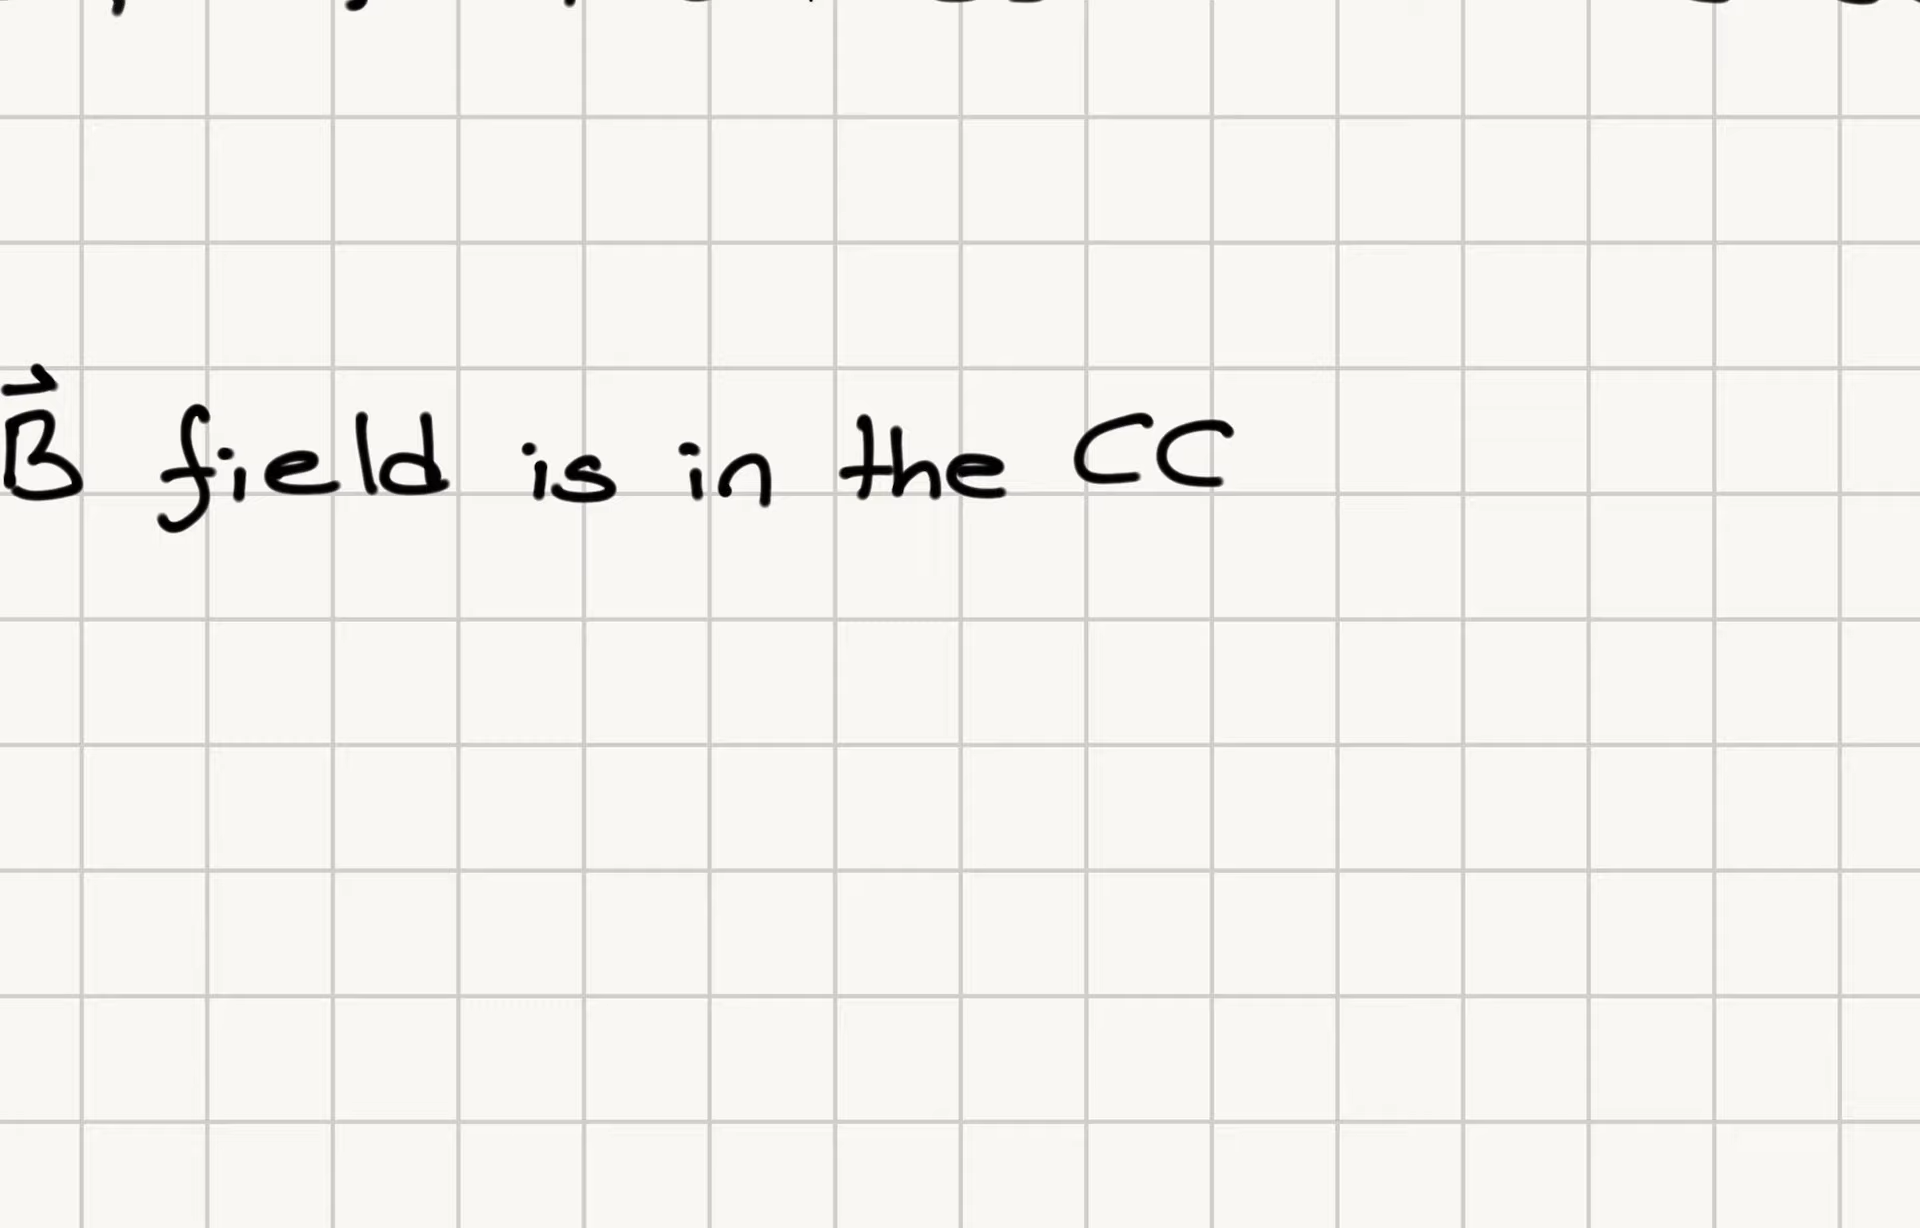 B⃗ field is in the CC